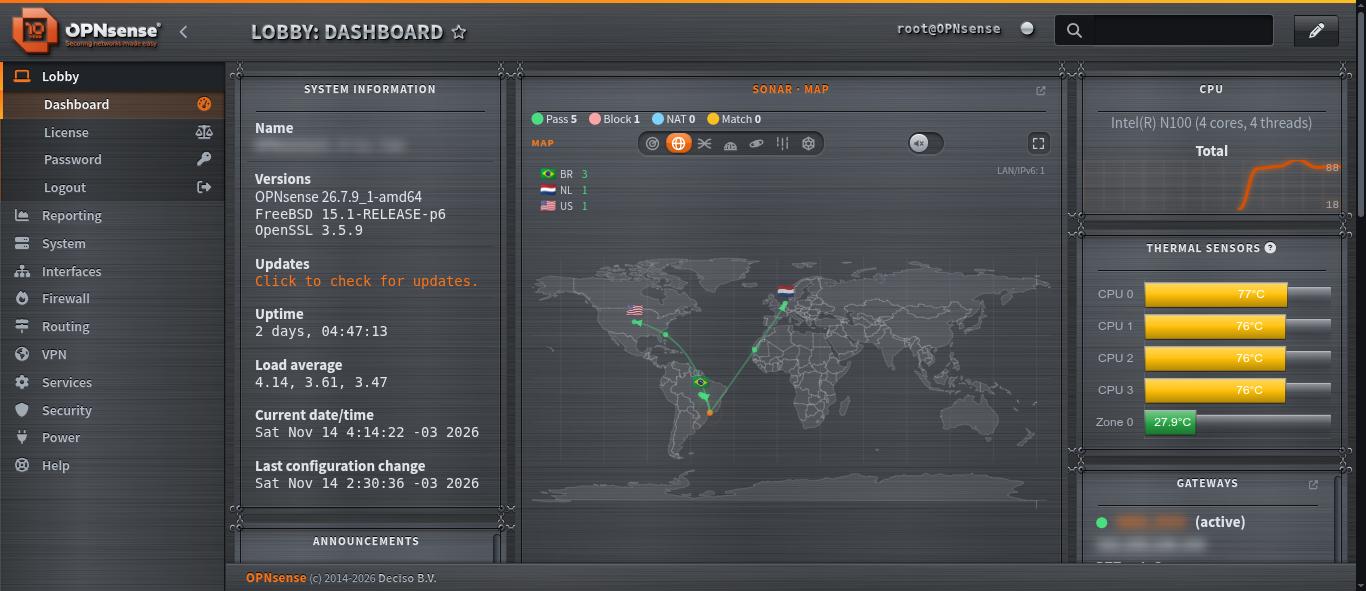 10
OPNsense®
Securing networks made easy
LOBBY: DASHBOARD
root@OPNsense
Lobby
Dashboard
License
Password
Logout
Reporting
System
Interfaces
Firewall
Routing
VPN
Services
Security
Power
Help
SYSTEM INFORMATION
Name
Versions
OPNsense 26.7.9_1-amd64
FreeBSD 15.1-RELEASE-p6
OpenSSL 3.5.9
Updates
Click to check for updates.
Uptime
2 days, 04:47:13
Load average
4.14, 3.61, 3.47
Current date/time
Sat Nov 14 4:14:22 -03 2026
Last configuration change
Sat Nov 14 2:30:36 -03 2026
ANNOUNCEMENTS
SONAR · MAP
Pass 5 Block 1 NAT 0 Match 0
MAP
LAN/IPv6: 1
BR 3
NL 1
US 1
CPU
Intel(R) N100 (4 cores, 4 threads)
Total
88
18
THERMAL SENSORS ?
CPU 0 77°C
CPU 1 76°C
CPU 2 76°C
CPU 3 76°C
Zone 0 27.9°C
GATEWAYS
(active)
OPNsense (c) 2014-2026 Deciso B.V.